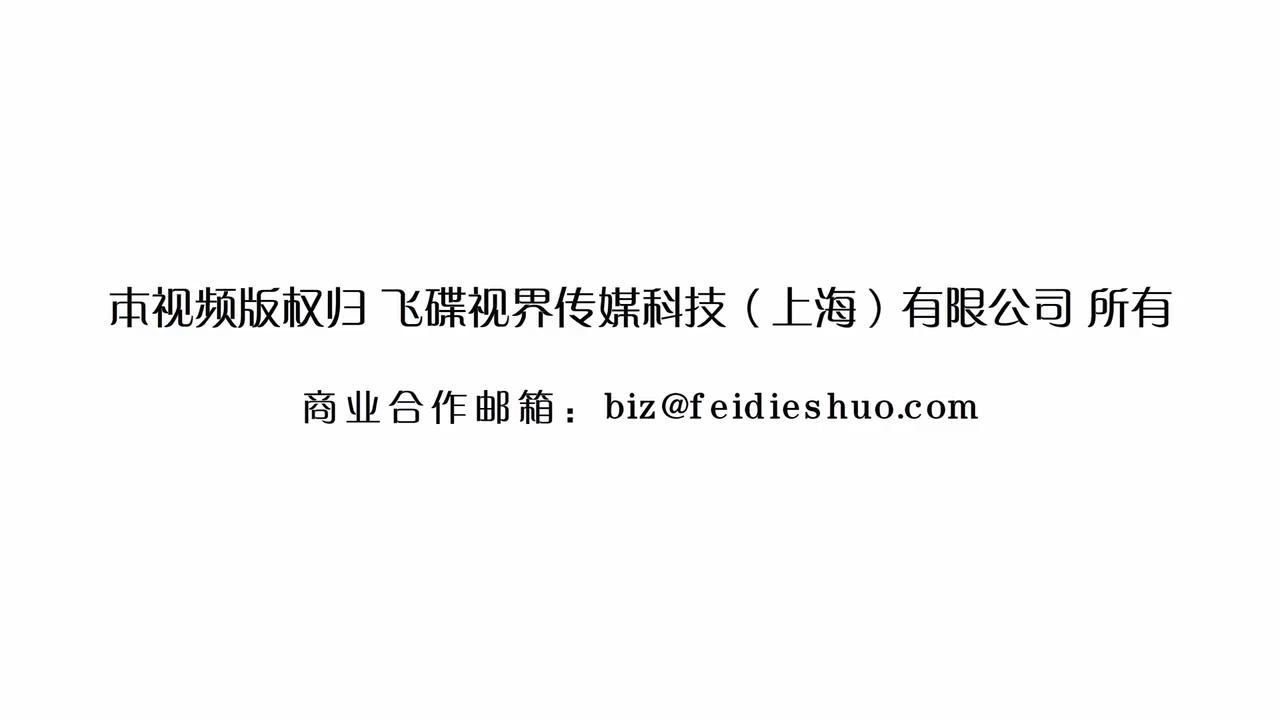 本视频版权归 飞碟视界传媒科技（上海）有限公司 所有
商业合作邮箱：biz@feidieshuo.com